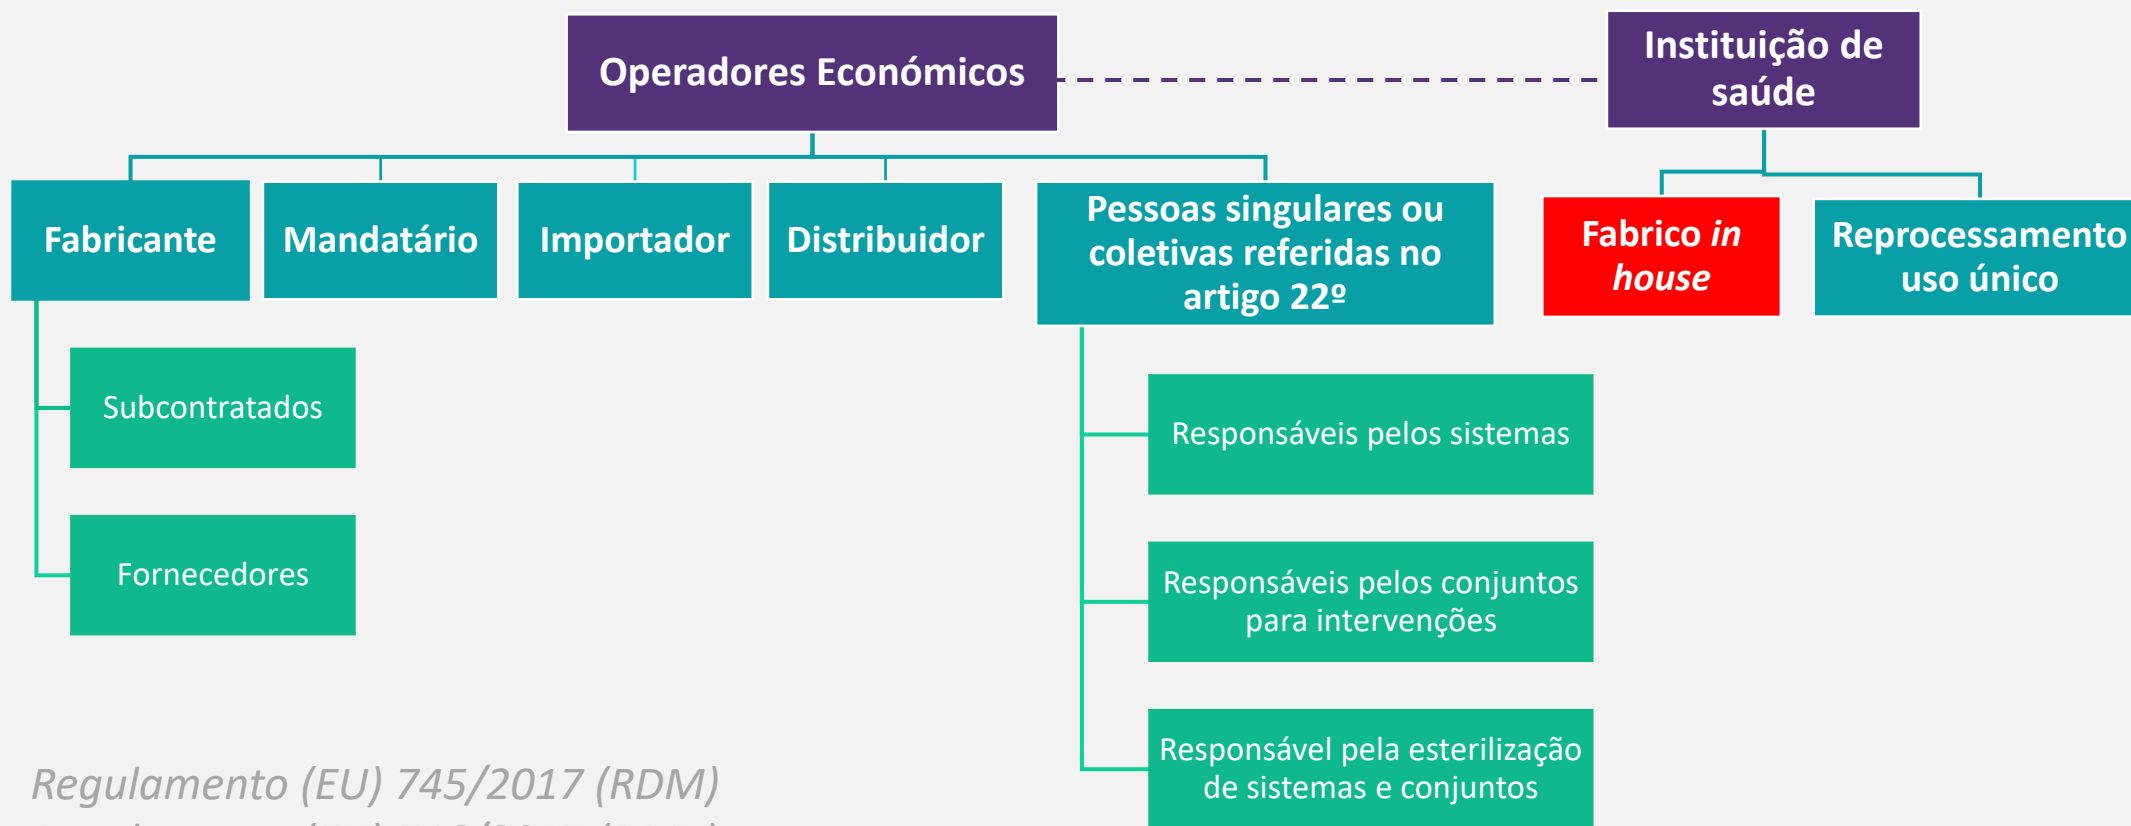 Operadores Económicos
Instituição de
saúde
Fabricante
Mandatário
Importador
Distribuidor
Pessoas singulares ou
coletivas referidas no
artigo 22º
Fabrico in
house
Reprocessamento
uso único
Subcontratados
Fornecedores
Responsáveis pelos sistemas
Responsáveis pelos conjuntos
para intervenções
Responsável pela esterilização
de sistemas e conjuntos
Regulamento (EU) 745/2017 (RDM)